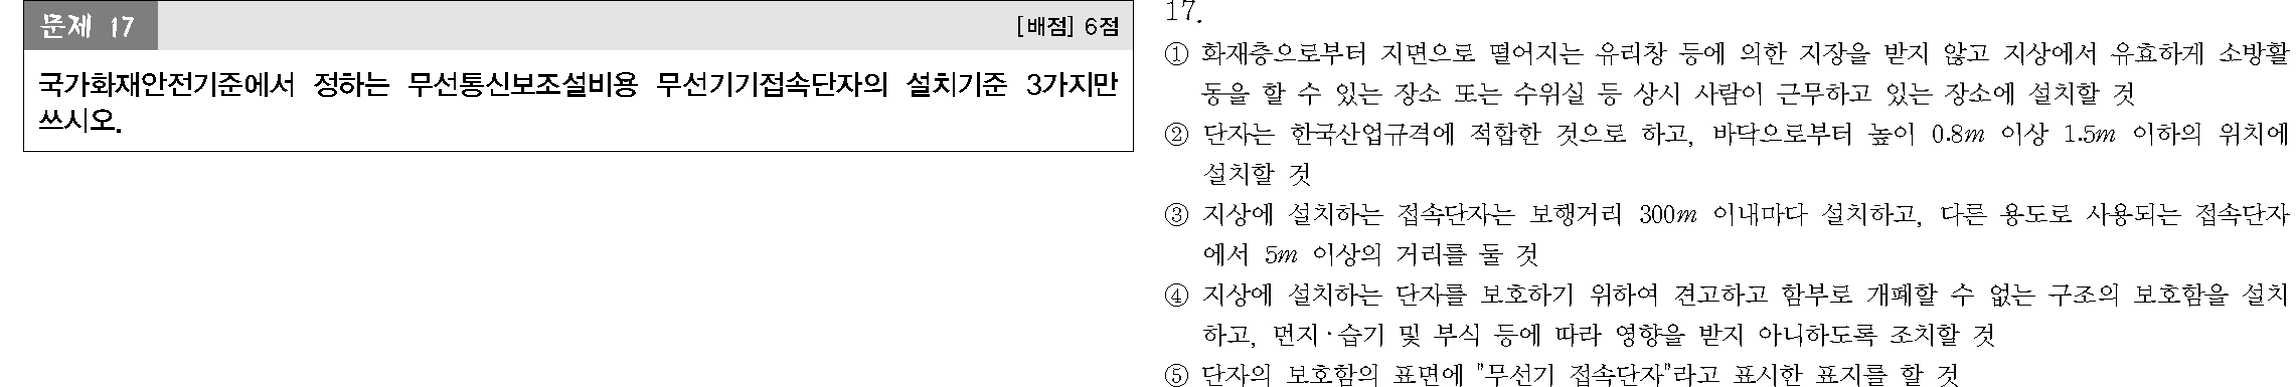 문제 17
[배점] 6점
국가화재안전기준에서 정하는 무선통신보조설비용 무선기기접속단자의 설치기준 3가지만
쓰시오.
17.
① 화재층으로부터 지면으로 떨어지는 유리창 등에 의한 지장을 받지 않고 지상에서 유효하게 소방활
동을 할 수 있는 장소 또는 수위실 등 상시 사람이 근무하고 있는 장소에 설치할 것
② 단자는 한국산업규격에 적합한 것으로 하고, 바닥으로부터 높이 0.8m 이상 1.5m 이하의 위치에
설치할 것
③ 지상에 설치하는 접속단자는 보행거리 300m 이내마다 설치하고, 다른 용도로 사용되는 접속단자
에서 5m 이상의 거리를 둘 것
④ 지상에 설치하는 단자를 보호하기 위하여 견고하고 함부로 개폐할 수 없는 구조의 보호함을 설치
하고, 먼지·습기 및 부식 등에 따라 영향을 받지 아니하도록 조치할 것
⑤ 단자의 보호함의 표면에 "무선기 접속단자"라고 표시한 표지를 할 것